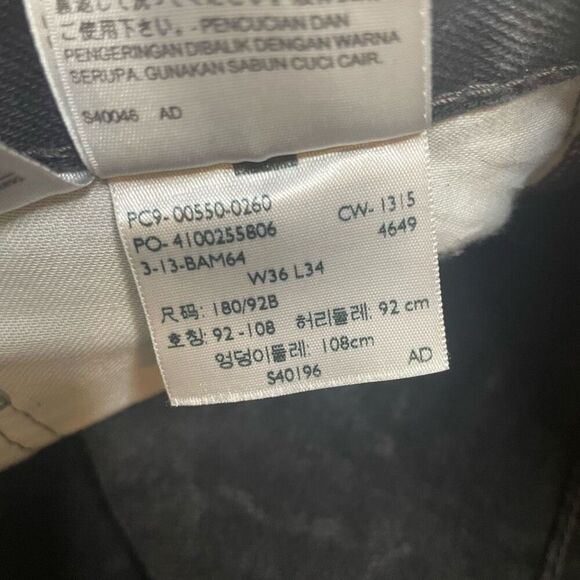 ご使用下さい。-PENCUCIAN DAN
PENGERINGAN DIBALIK DENGAN WARNA
SERUPA. GUNAKAN SABUN CUCI CAIR.
S40046 AD
PC9-00550-0260
PO-4100255806 CW-1315
3-13-BAM64 4649
W36 L34
尺码: 180/92B
호칭: 92-108 허리둘레: 92 cm
엉덩이둘레: 108cm
S40196 AD